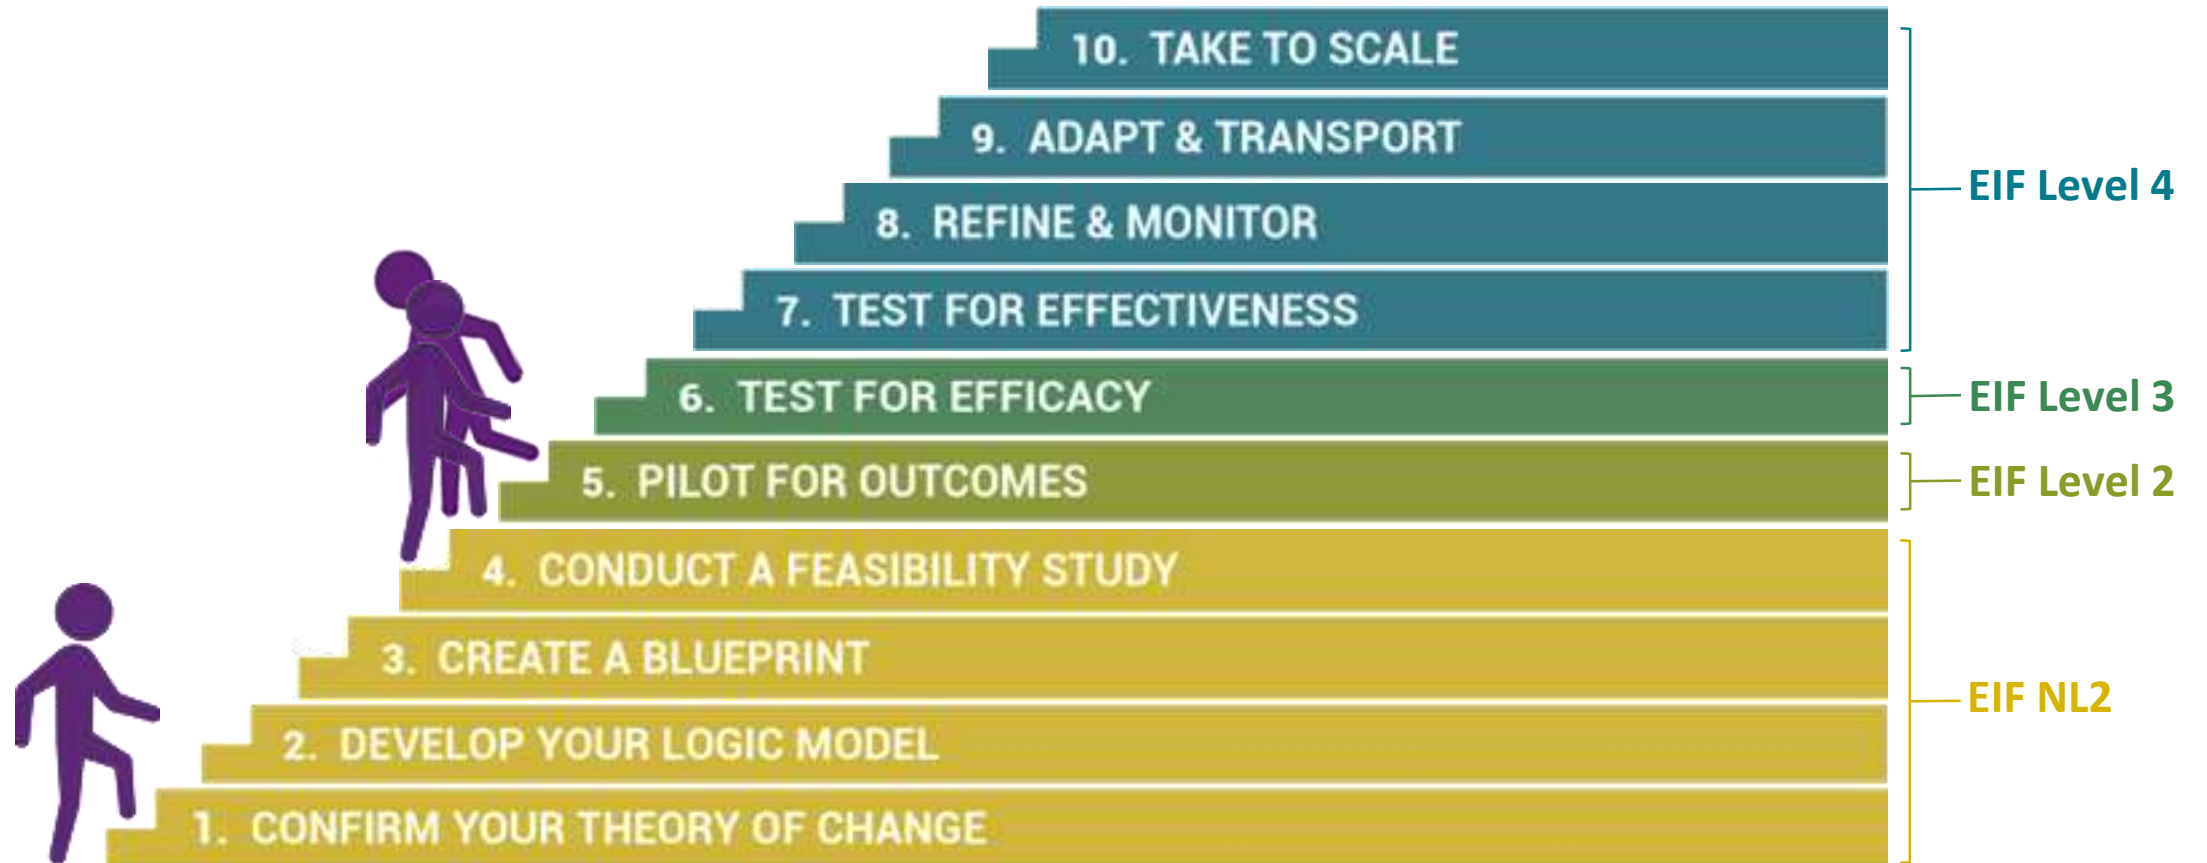 10. TAKE TO SCALE
9. ADAPT & TRANSPORT
8. REFINE & MONITOR
7. TEST FOR EFFECTIVENESS
EIF Level 4
6. TEST FOR EFFICACY
EIF Level 3
5. PILOT FOR OUTCOMES
EIF Level 2
4. CONDUCT A FEASIBILITY STUDY
3. CREATE A BLUEPRINT
2. DEVELOP YOUR LOGIC MODEL
1. CONFIRM YOUR THEORY OF CHANGE
EIF NL2